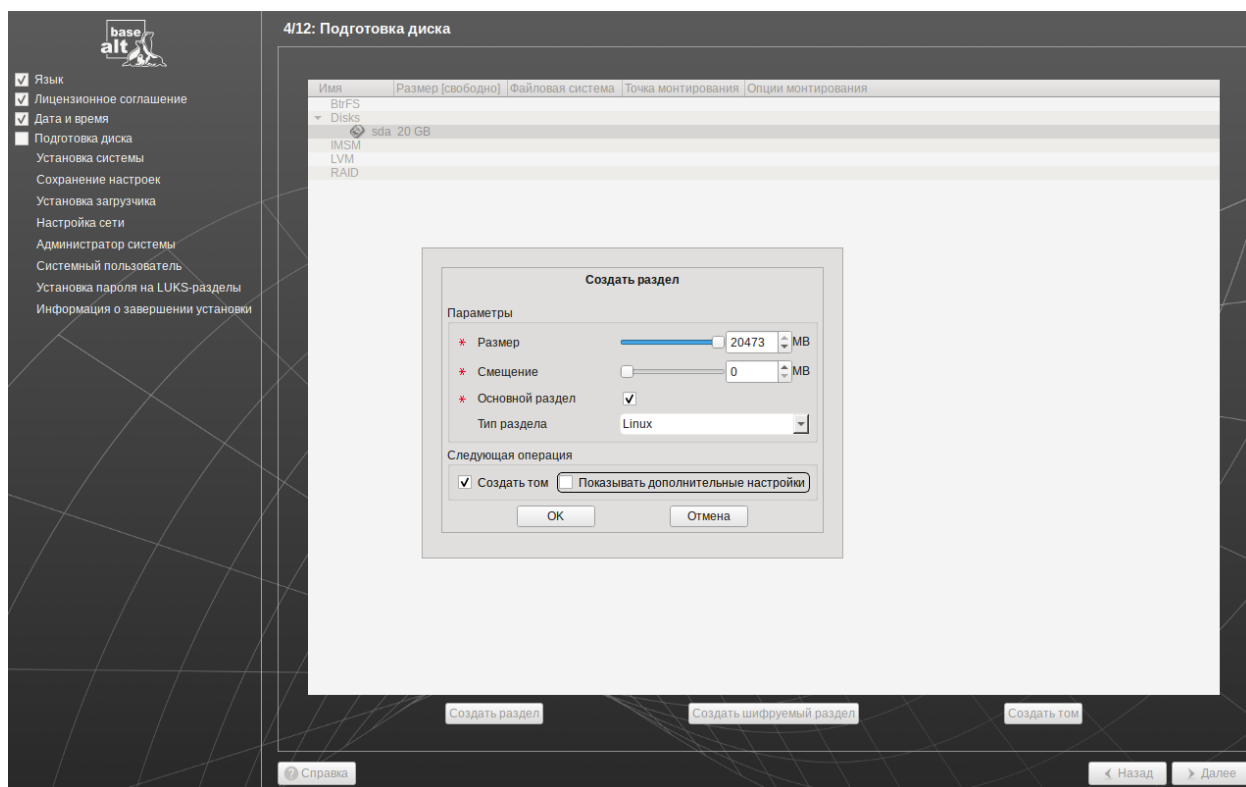 base
alt
4/12: Подготовка диска
Язык
Лицензионное соглашение
Дата и время
Подготовка диска
Установка системы
Сохранение настроек
Установка загрузчика
Настройка сети
Администратор системы
Системный пользователь
Установка пароля на LUKS-разделы
Информация о завершении установки
Имя Размер [свободно] Файловая система Точка монтирования Опции монтирования
BtrFS
Disks
sda 20 GB
IMSM
LVM
RAID
Создать раздел
Параметры
* Размер 20473 MB
* Смещение 0 MB
* Основной раздел
Тип раздела Linux
Следующая операция
Создать том Показывать дополнительные настройки
OK Отмена
Создать раздел Создать шифруемый раздел Создать том
Справка Назад Далее